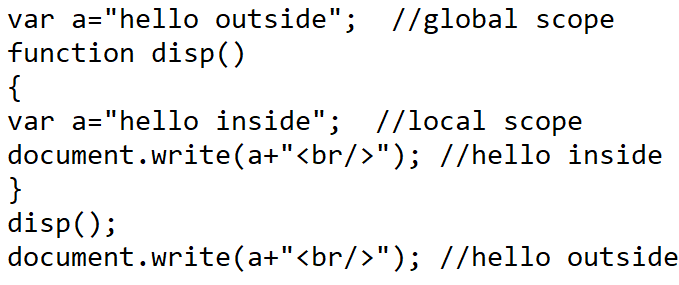 var a="hello outside";  //global scope
function disp()
{
var a="hello inside";  //local scope
document.write(a+"<br/>"); //hello inside
}
disp();
document.write(a+"<br/>"); //hello outside